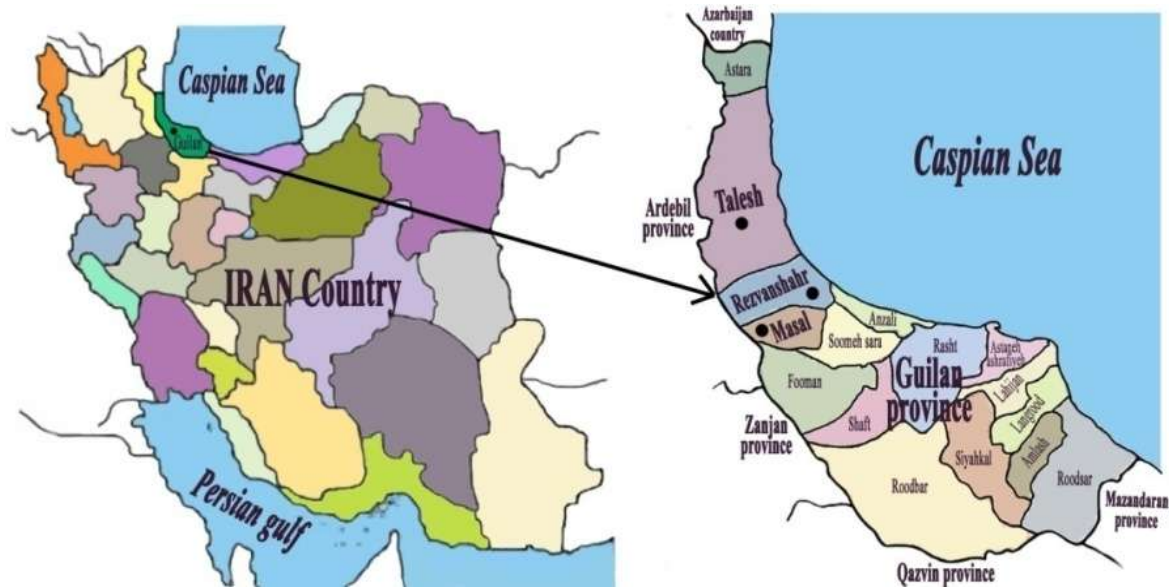 Caspian Sea
Guilan
IRAN Country
Persian gulf
Azarbaijan
country
Astara
Caspian Sea
Talesh
Ardebil
province
Rezvanshahr
Masal
Anzali
Soomeh sara
Rasht
Astaneh
ashrafiyeh
Fooman
Guilan
province
Lahijan
Langrood
Zanjan
province
Shaft
Siyahkal
Amlash
Roodbar
Roodsar
Mazandaran
province
Qazvin province